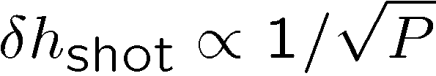 δh_shot ∝ 1/√P